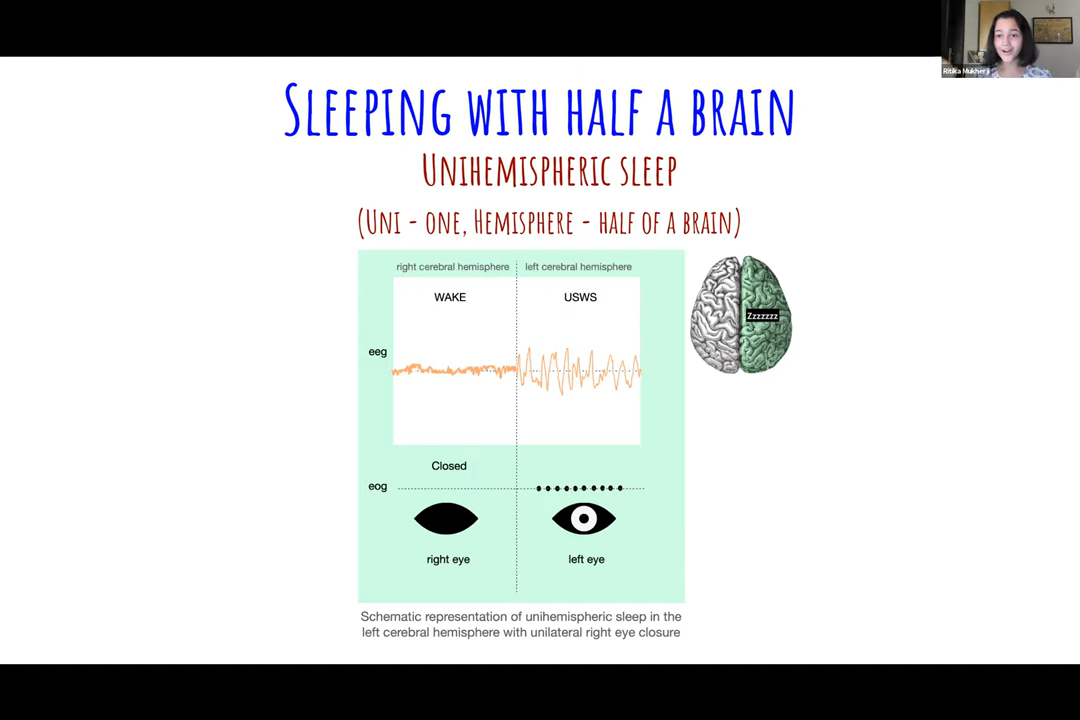 Ritika Mukherji
SLEEPING WITH HALF A BRAIN
UNIHEMISPHERIC SLEEP
(UNI - ONE, HEMISPHERE - HALF OF A BRAIN)
right cerebral hemisphere left cerebral hemisphere
WAKE USWS
Zzzzzzz
eeg
Closed
eog
right eye left eye
Schematic representation of unihemispheric sleep in the
left cerebral hemisphere with unilateral right eye closure